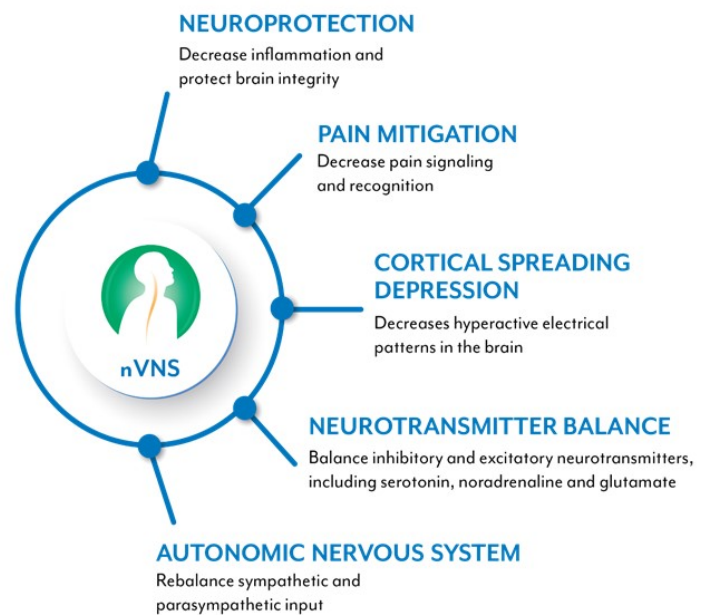 NEUROPROTECTION
Decrease inflammation and
protect brain integrity
PAIN MITIGATION
Decrease pain signaling
and recognition
CORTICAL SPREADING
DEPRESSION
Decreases hyperactive electrical
patterns in the brain
nVNS
NEUROTRANSMITTER BALANCE
Balance inhibitory and excitatory neurotransmitters,
including serotonin, noradrenaline and glutamate
AUTONOMIC NERVOUS SYSTEM
Rebalance sympathetic and
parasympathetic input